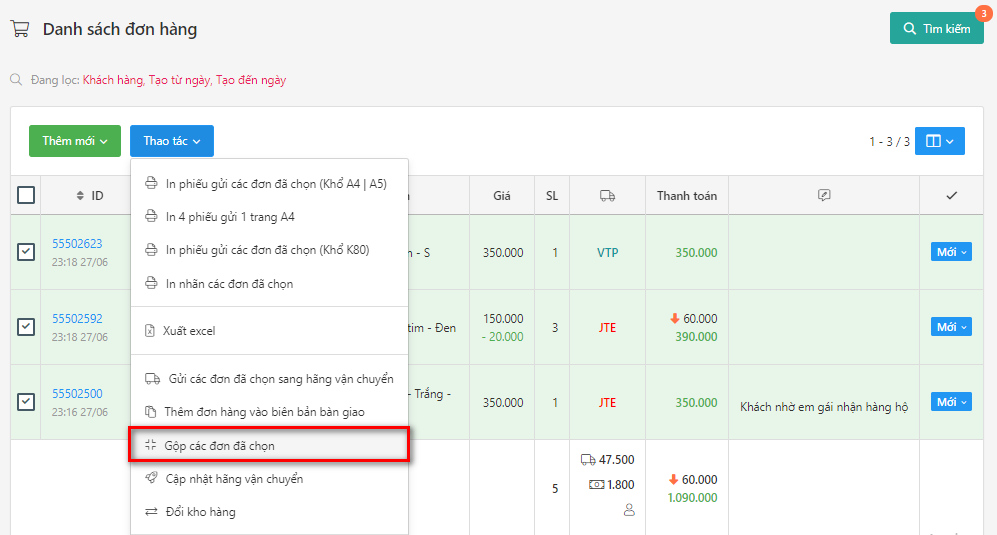 Danh sách đơn hàng
Tìm kiếm
3
Đang lọc: Khách hàng, Tạo từ ngày, Tạo đến ngày
Thêm mới
Thao tác
1 - 3 / 3
In phiếu gửi các đơn đã chọn (Khổ A4 | A5)
In 4 phiếu gửi 1 trang A4
In phiếu gửi các đơn đã chọn (Khổ K80)
In nhãn các đơn đã chọn
Xuất excel
Gửi các đơn đã chọn sang hãng vận chuyển
Thêm đơn hàng vào biên bản bàn giao
Gộp các đơn đã chọn
Cập nhật hãng vận chuyển
Đổi kho hàng
ID Giá SL Thanh toán
55502623
23:18 27/06
n - S 350.000 1 VTP 350.000 Mới
55502592
23:18 27/06
tim - Đen 150.000 3 JTE 60.000 Mới
- 20.000 390.000
55502500
23:16 27/06
- Trắng - 350.000 1 JTE 350.000 Khách nhờ em gái nhận hàng hộ Mới
5 47.500 60.000
1.800 1.090.000